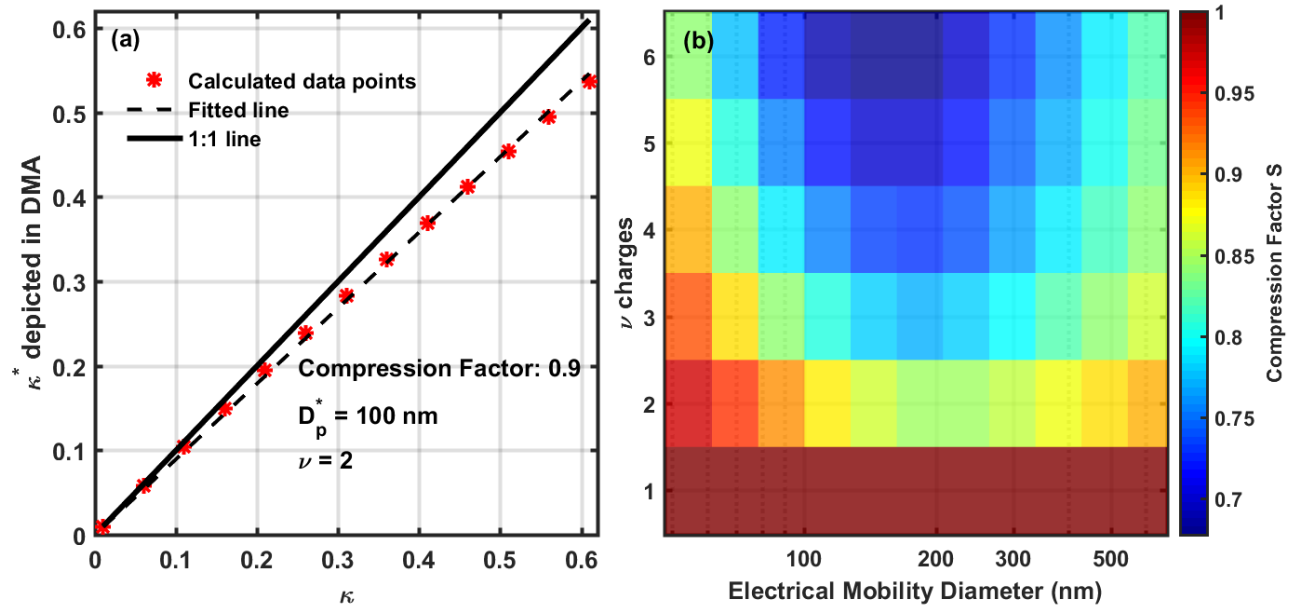 (a)
Calculated data points
Fitted line
1:1 line
Compression Factor: 0.9
D*p = 100 nm
ν = 2
0.6
0.5
0.4
0.3
0.2
0.1
0
0 0.1 0.2 0.3 0.4 0.5 0.6
κ
κ* depicted in DMA
(b)
6
5
4
3
2
1
ν charges
100 200 300 500
Electrical Mobility Diameter (nm)
1
0.95
0.9
0.85
0.8
0.75
0.7
Compression Factor S